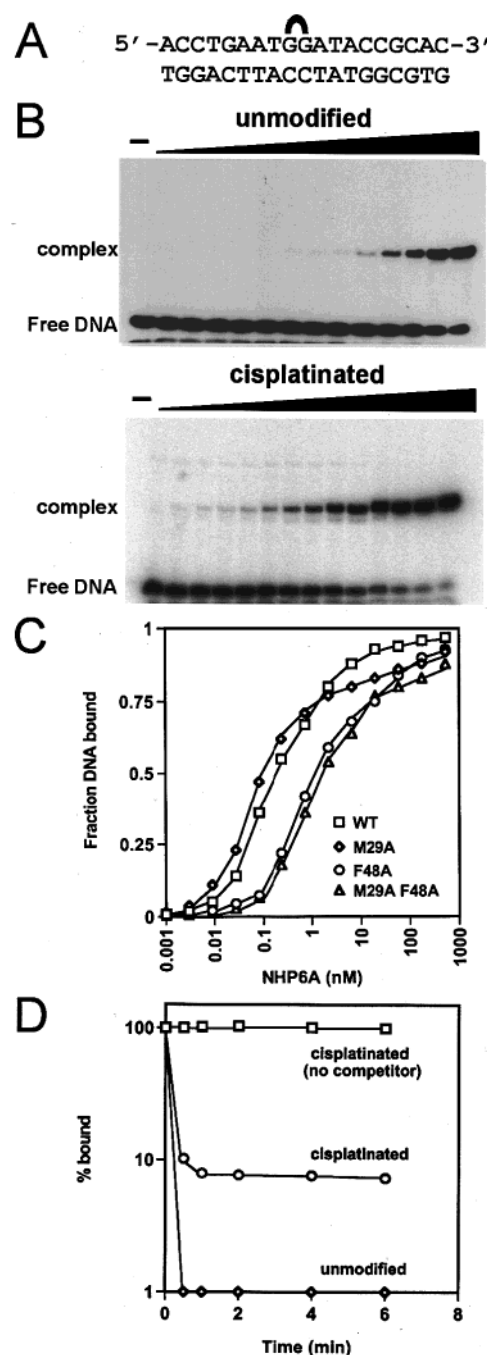 A
5′-ACCTGAATGGATACCGCAC-3′
TGGACTTACCTATGGCGTG
B
unmodified
–
complex
Free DNA
cisplatinated
–
complex
Free DNA
C
1
0.75
0.5
0.25
0
Fraction DNA bound
WT
M29A
F48A
M29A F48A
0.001 0.01 0.1 1 10 100 1000
NHP6A (nM)
D
100
10
1
% bound
cisplatinated
(no competitor)
cisplatinated
unmodified
0 2 4 6 8
Time (min)